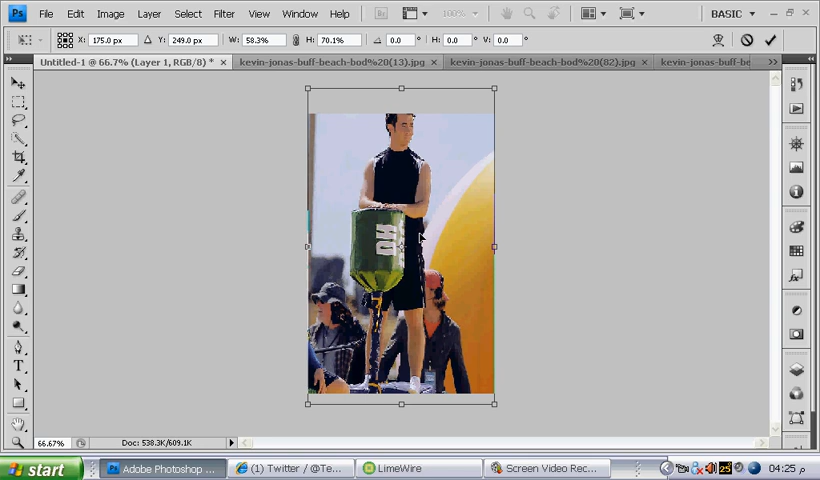 Ps File Edit Image Layer Select Filter View Window Help Br 100% BASIC
X: 175.0 px Y: 249.0 px W: 58.3% H: 70.1% 0.0 ° H: 0.0 ° V: 0.0 °
Untitled-1 @ 66.7% (Layer 1, RGB/8) * × kevin-jonas-buff-beach-bod%20(13).jpg × kevin-jonas-buff-beach-bod%20(82).jpg × kevin-jonas-buff-be
66.67% Doc: 538.3K/609.1K
start Adobe Photoshop ... (1) Twitter / @Te... LimeWire Screen Video Rec... 25 04:25 م